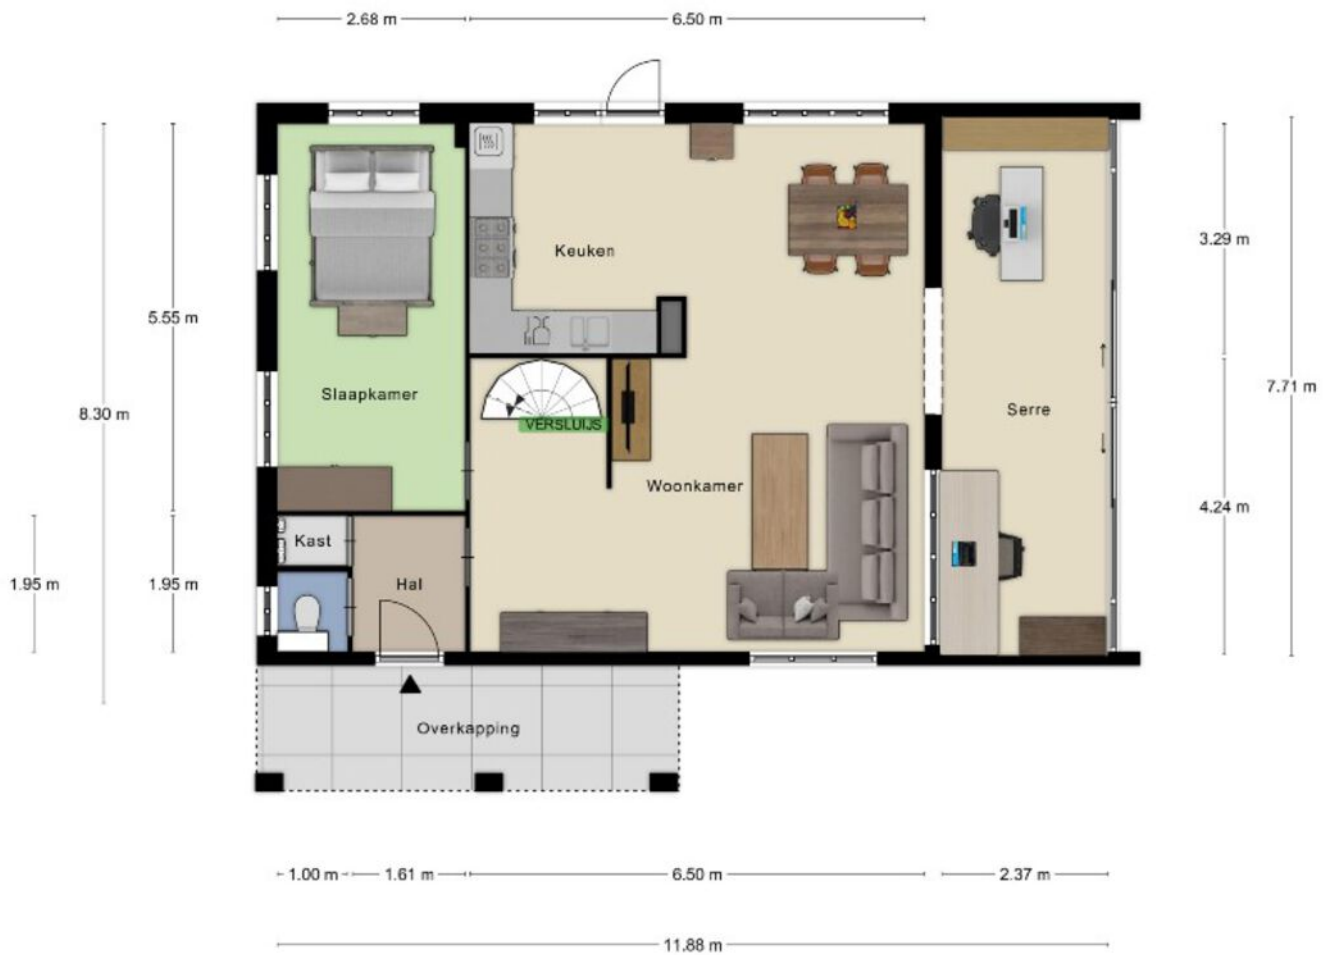 2.68 m
6.50 m
Keuken
3.29 m
5.55 m
Slaapkamer
8.30 m
7.71 m
Serre
VERSLUIJS
Woonkamer
4.24 m
Kast
1.95 m
1.95 m
Hal
Overkapping
1.00 m
1.61 m
6.50 m
2.37 m
11.88 m